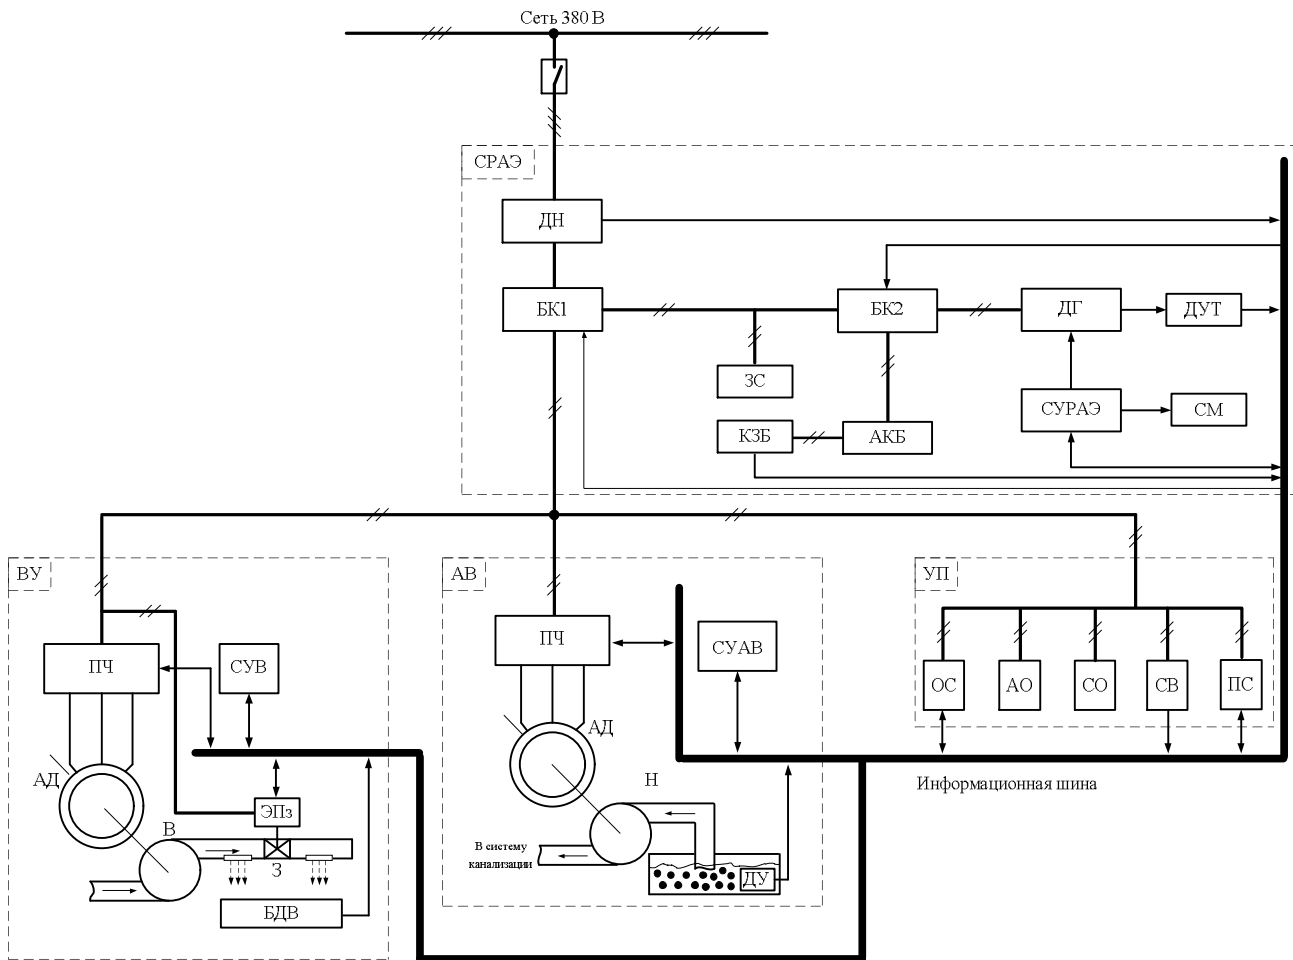 Сеть 380 В
СРАЭ
ДН
БК1
БК2
ДГ
ДУТ
ЗС
СУРАЭ
СМ
КЗБ
АКБ
ВУ
АВ
УП
ПЧ
СУВ
ПЧ
СУАВ
ОС
АО
СО
СВ
ПС
АД
АД
Н
Информационная шина
ЭПз
В
З
В систему
канализации
ДУ
БДВ